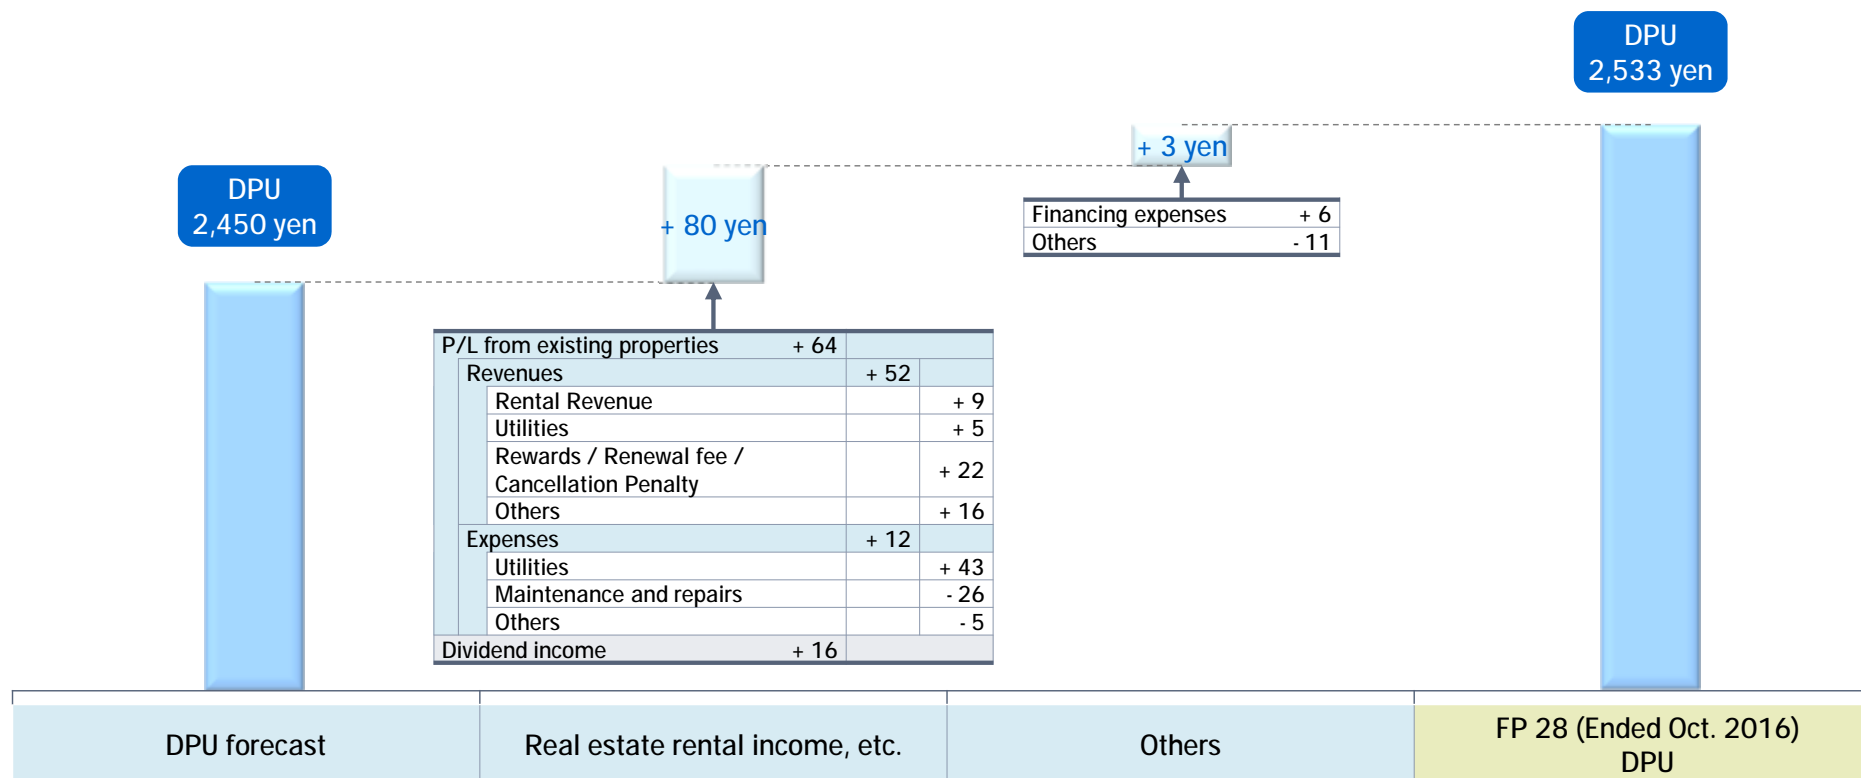 DPU
2,450 yen
+ 80 yen
+ 3 yen
DPU
2,533 yen
Financing expenses + 6
Others - 11
P/L from existing properties + 64
Revenues + 52
Rental Revenue + 9
Utilities + 5
Rewards / Renewal fee /
Cancellation Penalty + 22
Others + 16
Expenses + 12
Utilities + 43
Maintenance and repairs - 26
Others - 5
Dividend income + 16
DPU forecast
Real estate rental income, etc.
Others
FP 28 (Ended Oct. 2016)
DPU